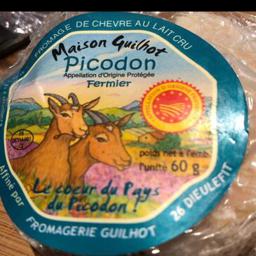 FROMAGE DE CHEVRE AU LAIT CRU
Maison Guilhot
Picodon
Appellation d'Origine Protégée
Fermier
poids net à l'emb.
l'unité 60 g
Le coeur du Pays
du Picodon !
affiné par
FROMAGERIE GUILHOT
26 DIEULEFIT